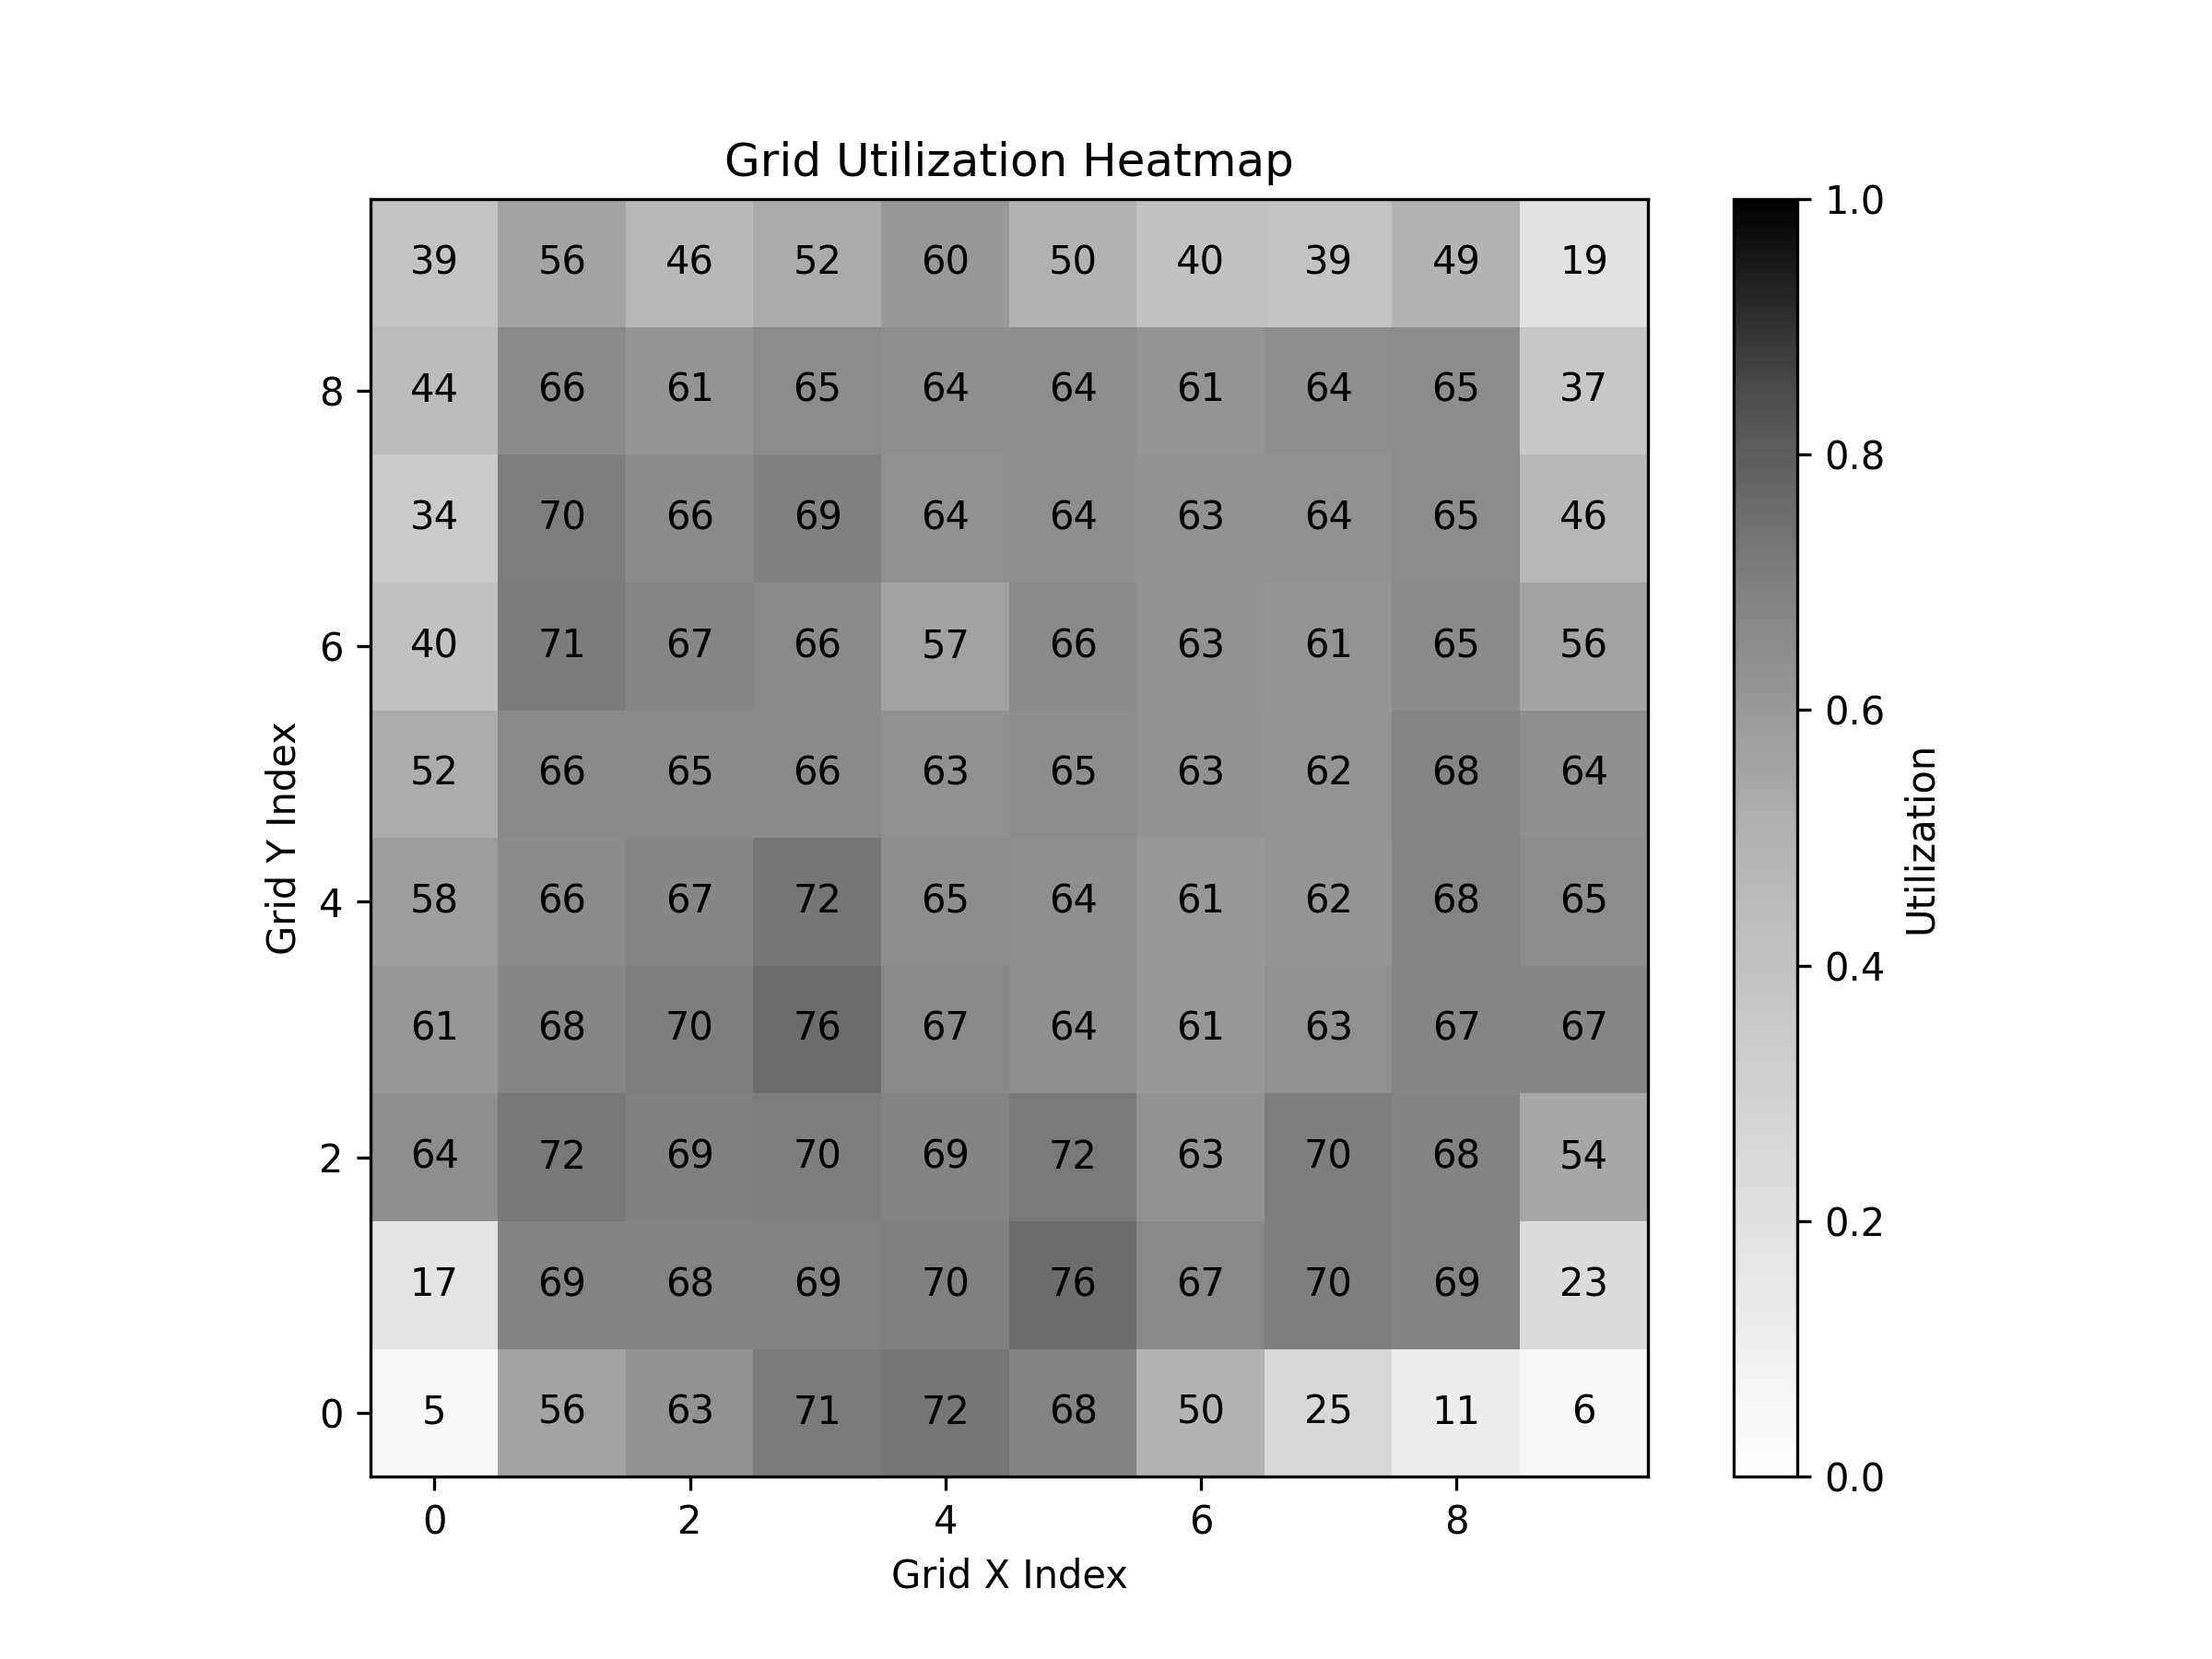 Grid Utilization Heatmap
39 56 46 52 60 50 40 39 49 19
8 44 66 61 65 64 64 61 64 65 37
34 70 66 69 64 64 63 64 65 46
6 40 71 67 66 57 66 63 61 65 56
52 66 65 66 63 65 63 62 68 64
4 58 66 67 72 65 64 61 62 68 65
61 68 70 76 67 64 61 63 67 67
2 64 72 69 70 69 72 63 70 68 54
17 69 68 69 70 76 67 70 69 23
0 5 56 63 71 72 68 50 25 11 6
0 2 4 6 8
Grid X Index
Grid Y Index
1.0
0.8
0.6
0.4
0.2
0.0
Utilization